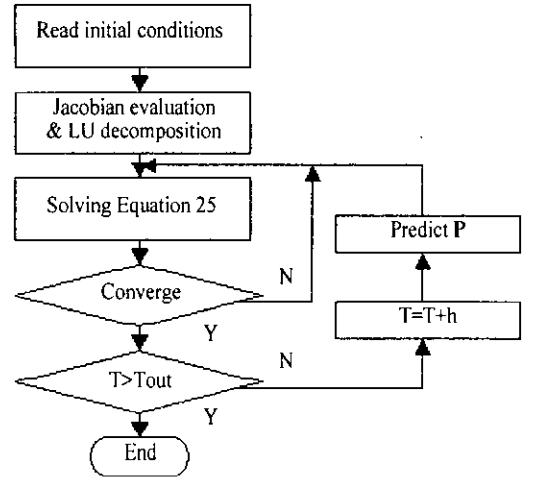 Read initial conditions
Jacobian evaluation
& LU decomposition
Solving Equation 25
Predict P
Converge
N
T=T+h
Y
T>Tout
N
Y
End